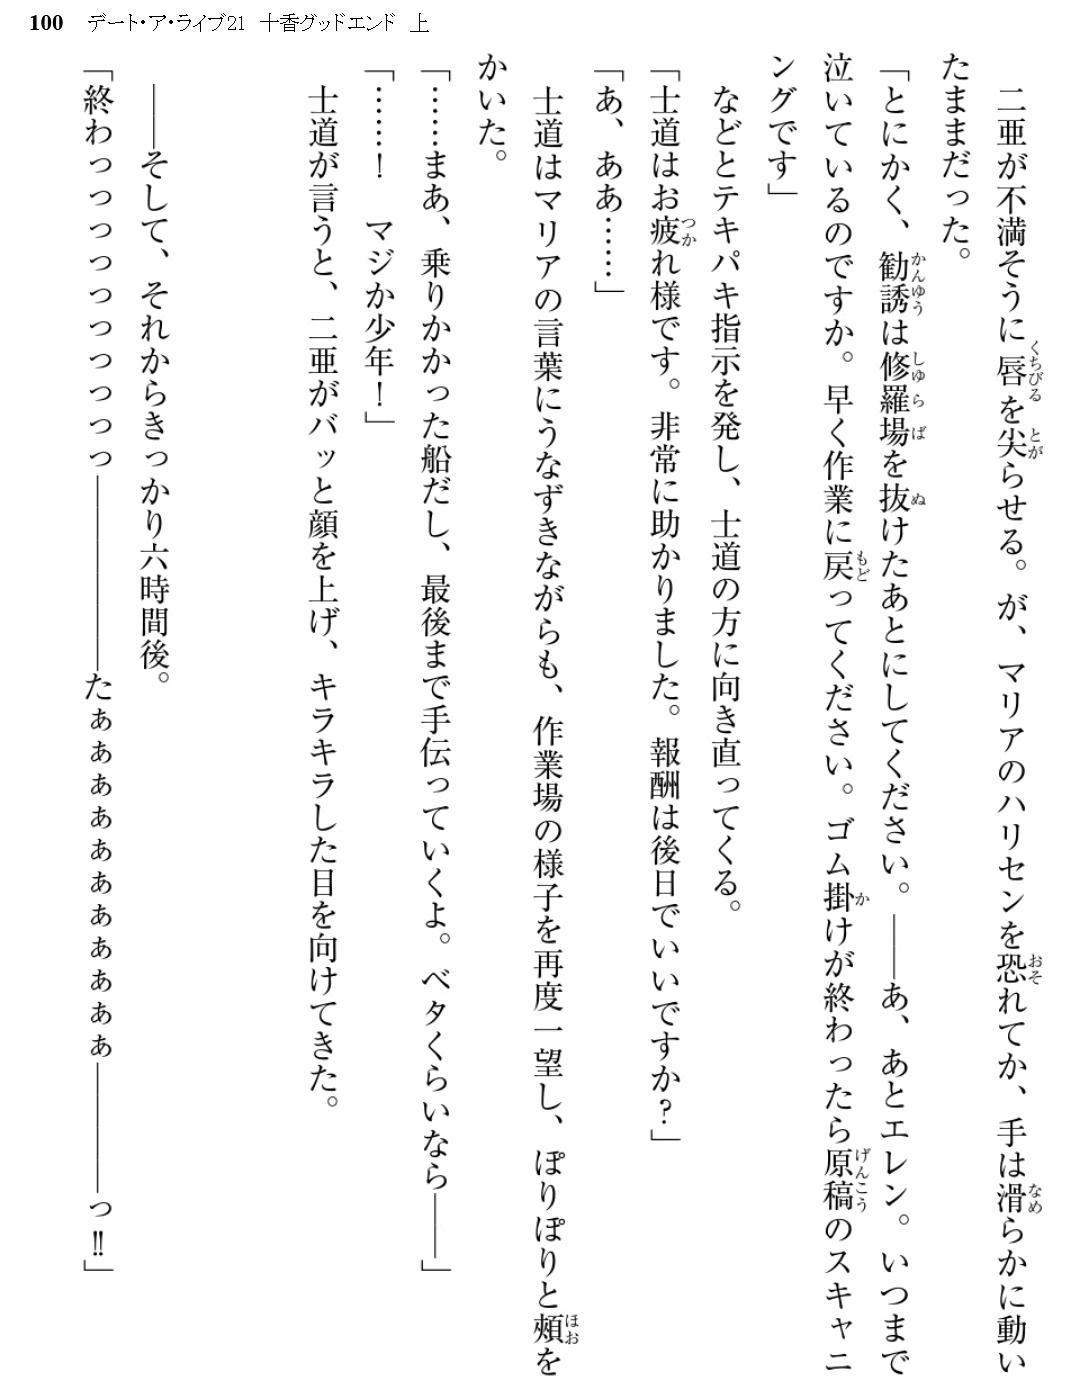 100 デート・ア・ライブ21 十香グッドエンド 上
二亜が不満そうに唇を尖らせる。が、マリアのハリセンを恐れてか、手は滑らかに動い
たままだった。
「とにかく、勧誘は修羅場を抜けたあとにしてください。――あ、あとエレン。いつまで
泣いているのですか。早く作業に戻ってください。ゴム掛けが終わったら原稿のスキャニ
ングです」
などとテキパキ指示を発し、士道の方に向き直ってくる。
「士道はお疲れ様です。非常に助かりました。報酬は後日でいいですか?」
「あ、ああ……」
士道はマリアの言葉にうなずきながらも、作業場の様子を再度一望し、ぽりぽりと頰を
かいた。
「……まあ、乗りかかった船だし、最後まで手伝っていくよ。ベタくらいなら――」
「……! マジか少年!」
士道が言うと、二亜がバッと顔を上げ、キラキラした目を向けてきた。
――そして、それからきっかり六時間後。
「終わっっっっっっっっっっっ――――――たぁぁぁぁぁぁぁぁぁぁぁ――――っ‼」